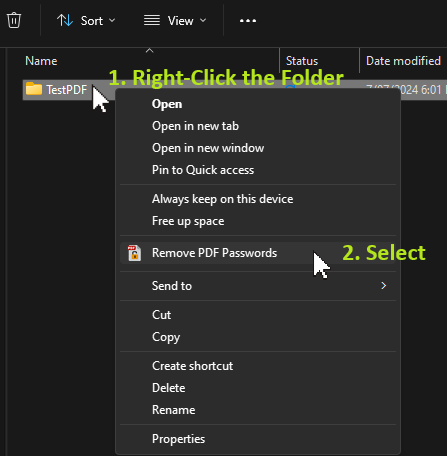 Sort
View
Name
Status
Date modified
1. Right-Click the Folder
TestPDF
7/07/2024 6:01
Open
Open in new tab
Open in new window
Pin to Quick access
Always keep on this device
Free up space
Remove PDF Passwords
2. Select
Send to
Cut
Copy
Create shortcut
Delete
Rename
Properties